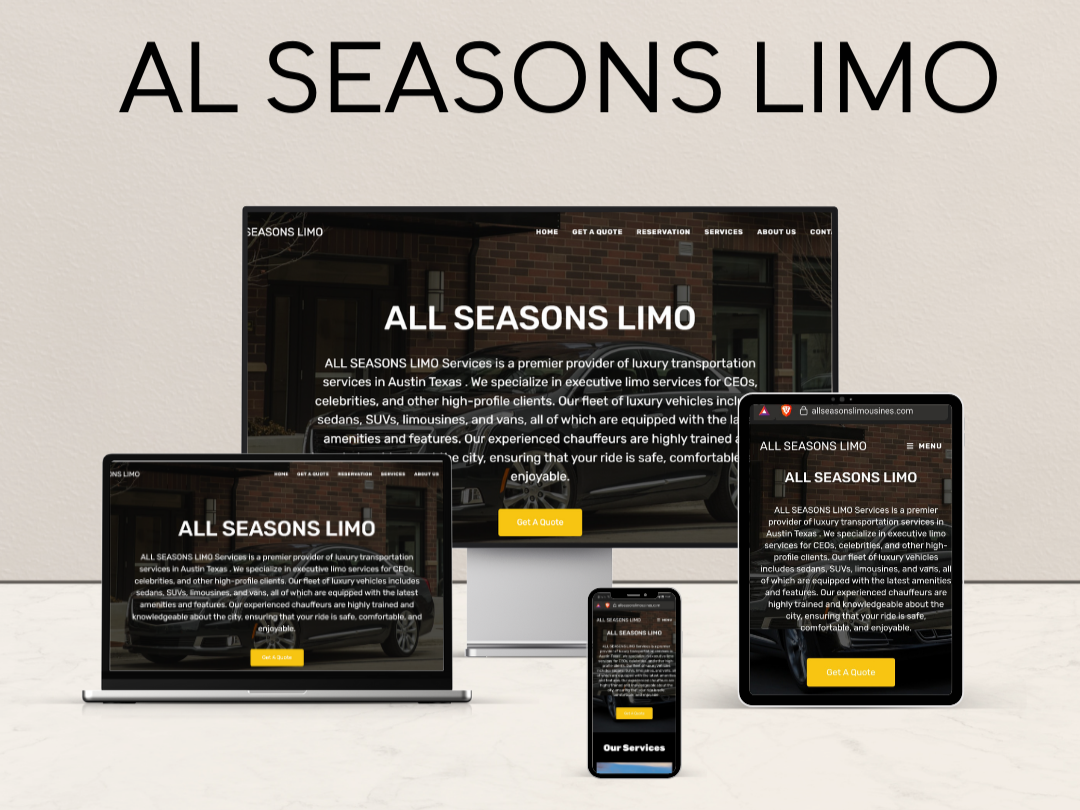 AL SEASONS LIMO
SEASONS LIMO
HOME GET A QUOTE RESERVATION SERVICES ABOUT US CONT
ALL SEASONS LIMO
ALL SEASONS LIMO Services is a premier provider of luxury transportation
services in Austin Texas . We specialize in executive limo services for CEOs,
celebrities, and other high-profile clients. Our fleet of luxury vehicles
sedans, SUVs, limousines, and vans, all of which are equipped with the
amenities and features. Our experienced chauffeurs are highly trained
the city, ensuring that your ride is safe, comfortable
enjoyable.
Get A Quote
ONS LIMO
HOME GET A QUOTE RESERVATION SERVICES ABOUT US
ALL SEASONS LIMO
ALL SEASONS LIMO Services is a premier provider of luxury transportation
services in Austin Texas . We specialize in executive limo services for CEOs,
celebrities, and other high-profile clients. Our fleet of luxury vehicles includes
sedans, SUVs, limousines, and vans, all of which are equipped with the latest
amenities and features. Our experienced chauffeurs are highly trained and
knowledgeable about the city, ensuring that your ride is safe, comfortable, and
enjoyable.
Get A Quote
allseasonslimousines.com
ALL SEASONS LIMO
MENU
ALL SEASONS LIMO
ALL SEASONS LIMO Services is a premier
provider of luxury transportation services in
Austin Texas . We specialize in executive limo
services for CEOs, celebrities, and other high-
profile clients. Our fleet of luxury vehicles
includes sedans, SUVs, limousines, and vans, all
of which are equipped with the latest amenities
and features. Our experienced chauffeurs are
highly trained and knowledgeable about the
city, ensuring that your ride is safe,
comfortable, and enjoyable.
Get A Quote
ALL SEASONS LIMO
MENU
ALL SEASONS LIMO
Our Services